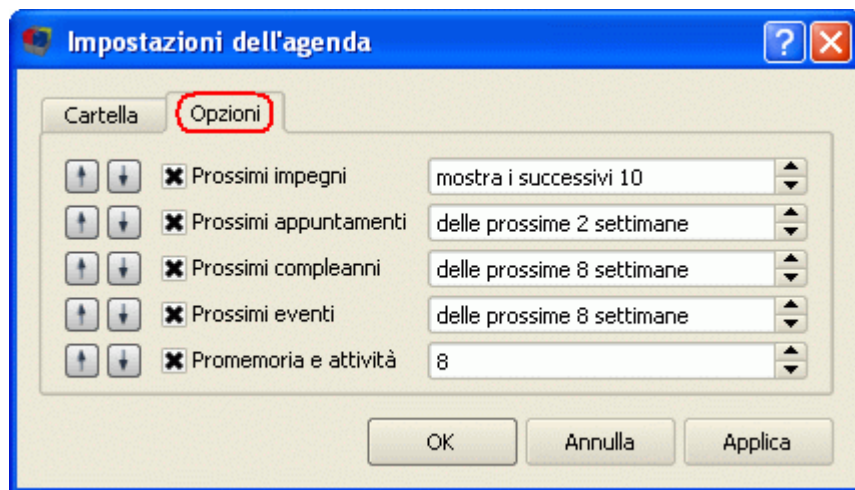 Impostazioni dell'agenda
Cartella Opzioni
Prossimi impegni mostra i successivi 10
Prossimi appuntamenti delle prossime 2 settimane
Prossimi compleanni delle prossime 8 settimane
Prossimi eventi delle prossime 8 settimane
Promemoria e attività 8
OK Annulla Applica